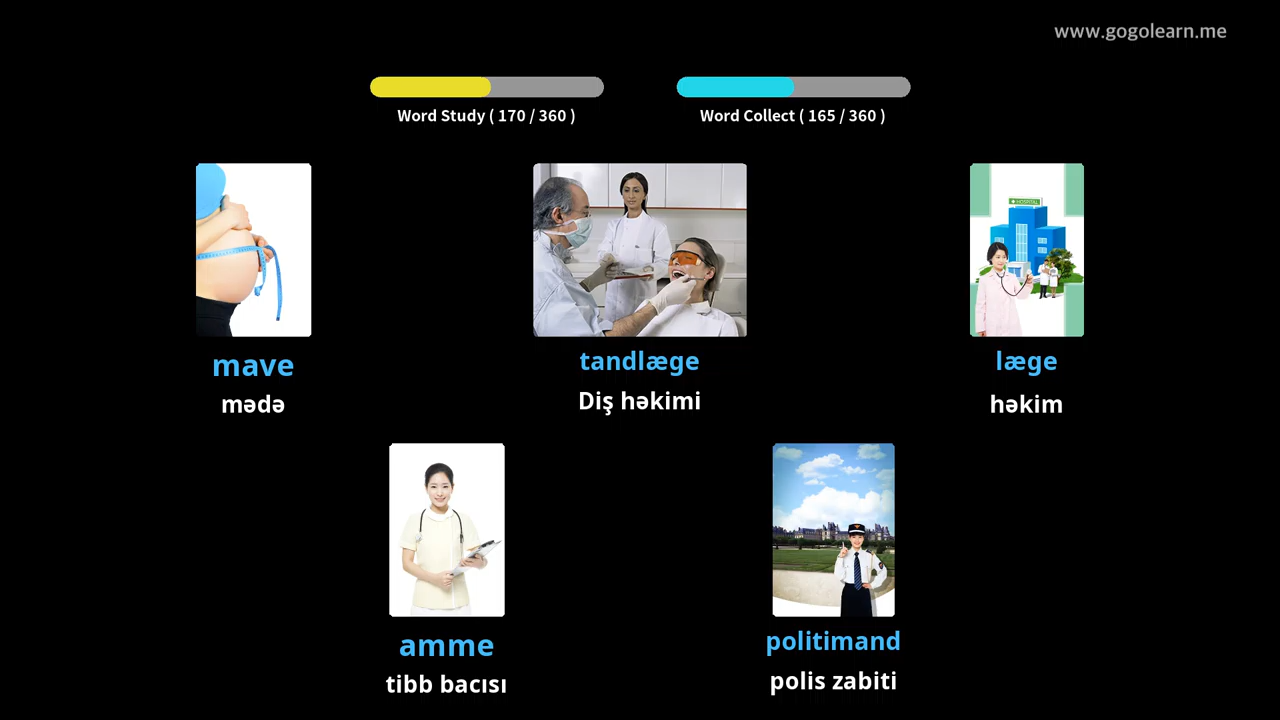 www.gogolearn.me
Word Study ( 170 / 360 )
Word Collect ( 165 / 360 )
HOSPITAL
mave
mədə
tandlæge
Diş həkimi
læge
həkim
amme
tibb bacısı
politimand
polis zabiti